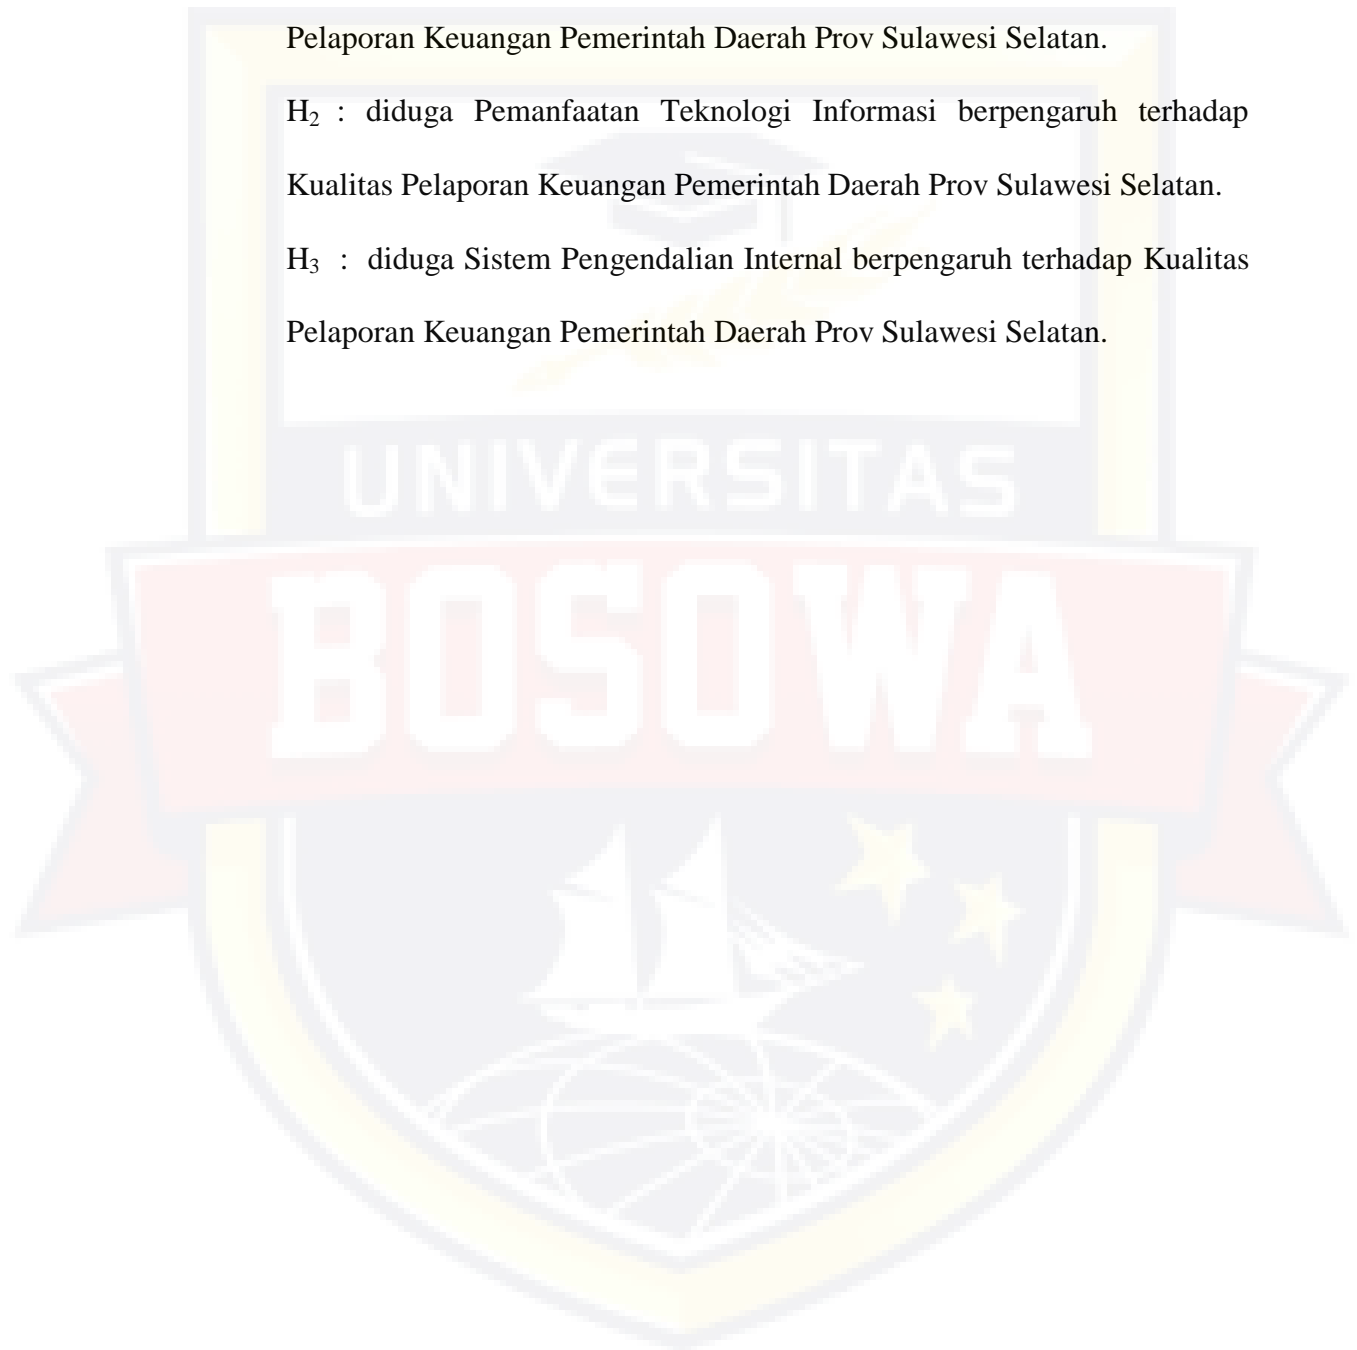 Pelaporan Keuangan Pemerintah Daerah Prov Sulawesi Selatan.
H₂ : diduga Pemanfaatan Teknologi Informasi berpengaruh terhadap
Kualitas Pelaporan Keuangan Pemerintah Daerah Prov Sulawesi Selatan.
H₃ : diduga Sistem Pengendalian Internal berpengaruh terhadap Kualitas
Pelaporan Keuangan Pemerintah Daerah Prov Sulawesi Selatan.
UNIVERSITAS
BOSOWA